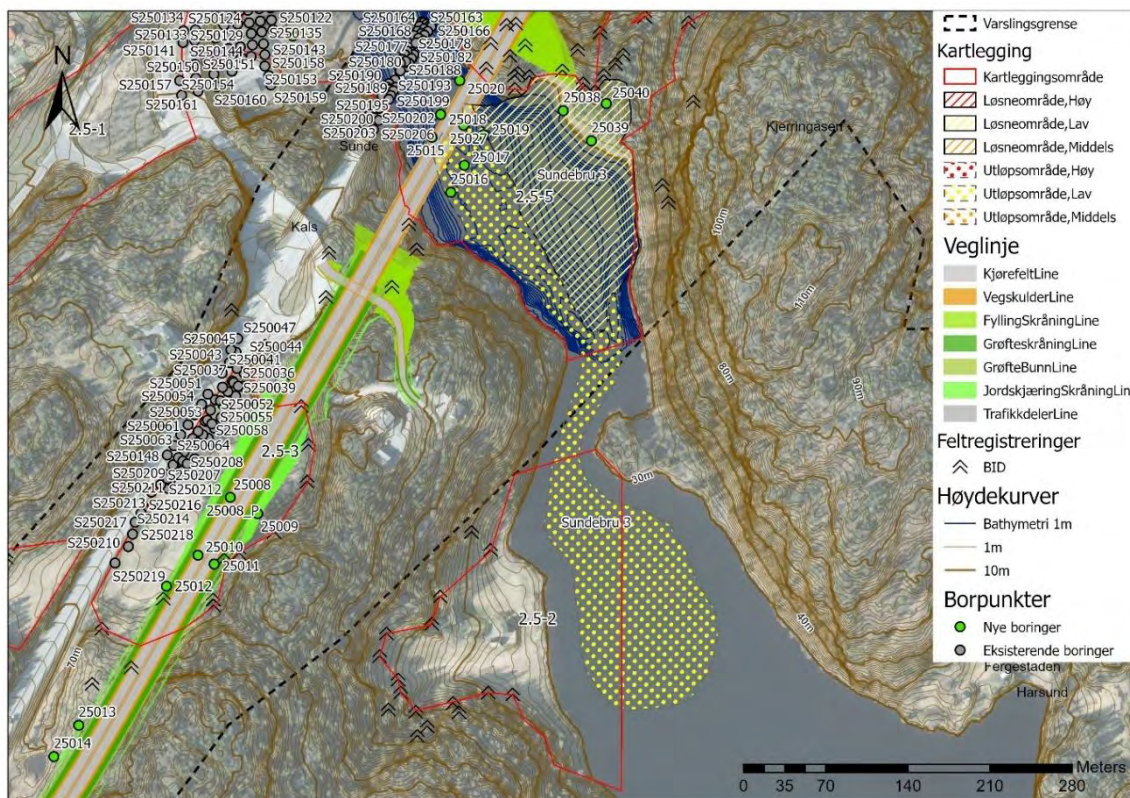 S250134
S250124
S250122
S250133
S250129
S250135
S250141
S250144
S250143
S250150
S250151
S250158
S250157
S250154
S250153
S250161
S250160
S250159
N
2.5-1
S250164
S250163
S250168
S250166
S250177
S250178
S250180
S250182
S250190
S250188
S250189
S250193
S250195
S250199
S250200
S250202
S250203
S250206
Sunde
25020
25018
25019
25027
25015
25017
25016
25038
25040
25039
Sundebru 3
2.5-5
Kjerringåsen
100m
110m
90m
80m
Kals
S250047
S250045
S250044
S250043
S250041
S250037
S250036
S250051
S250039
S250054
S250052
S250053
S250055
S250061
S250058
S250063
S250064
S250148
S250208
S250209
S250207
S250211
S250212
S250213
S250216
S250217
S250214
S250218
S250210
S250219
2.5-3
25008
25008_P
25009
25010
25011
25012
70m
25013
25014
30m
Sundebru 3
2.5-2
40m
Fergestaden
Harsund
Varslingsgrense
Kartlegging
Kartleggingsområde
Løsneområde,Høy
Løsneområde,Lav
Løsneområde,Middels
Utløpsområde,Høy
Utløpsområde,Lav
Utløpsområde,Middels
Veglinje
KjørefeltLine
VegskulderLine
FyllingSkråningLine
GrøfteskråningLine
GrøfteBunnLine
JordskjæringSkråningLine
TrafikkdelerLine
Feltregistreringer
BID
Høydekurver
Bathymetri 1m
1m
10m
Borpunkter
Nye boringer
Eksisterende boringer
Meters
0 35 70 140 210 280